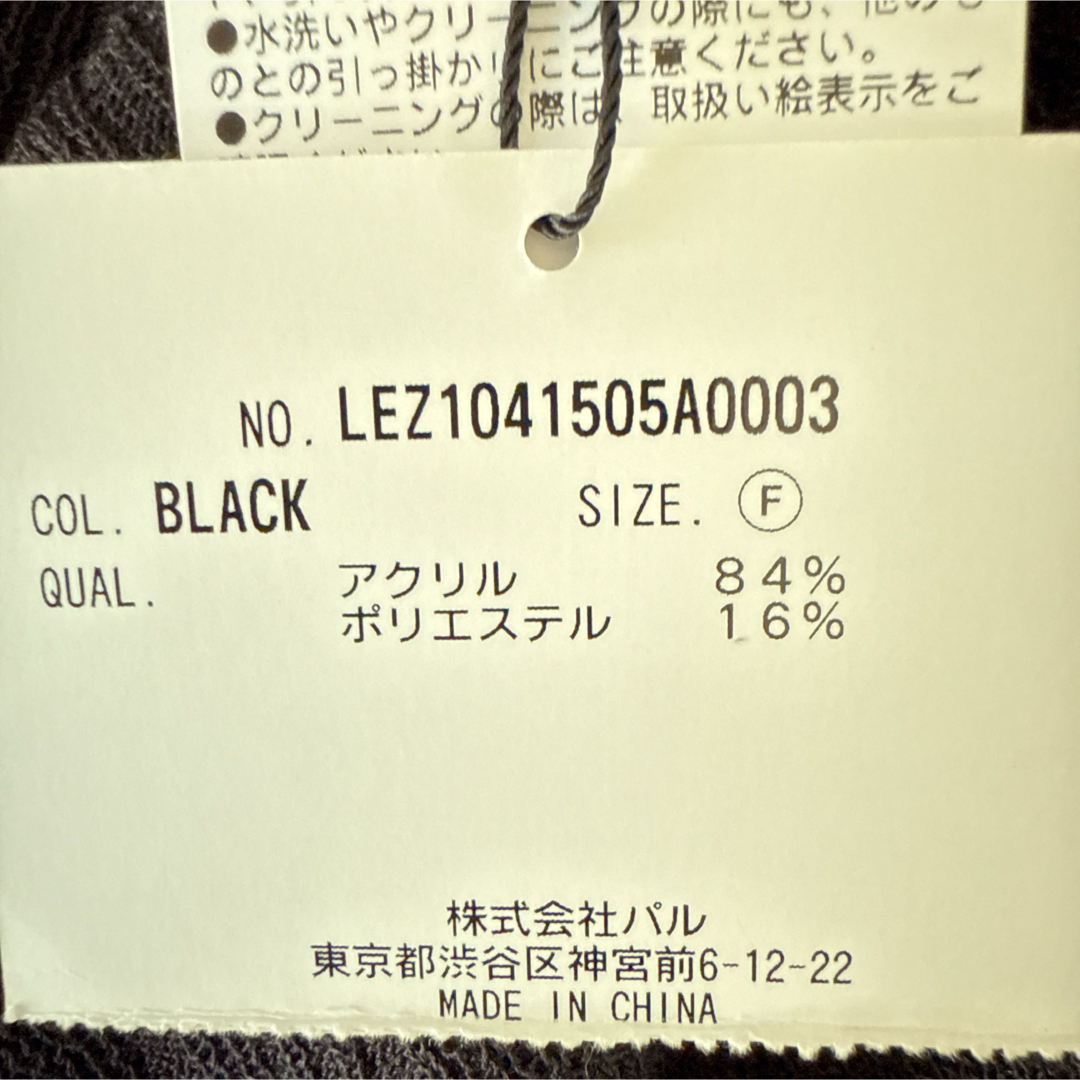 ●水洗いやクリーニングの際にも、他のも
のとの引っ掛かりにご注意ください。
●クリーニングの際は、取扱い絵表示をご
NO. LEZ1041505A0003
COL. BLACK SIZE. Ⓕ
QUAL. アクリル 84%
ポリエステル 16%
株式会社パル
東京都渋谷区神宮前6-12-22
MADE IN CHINA